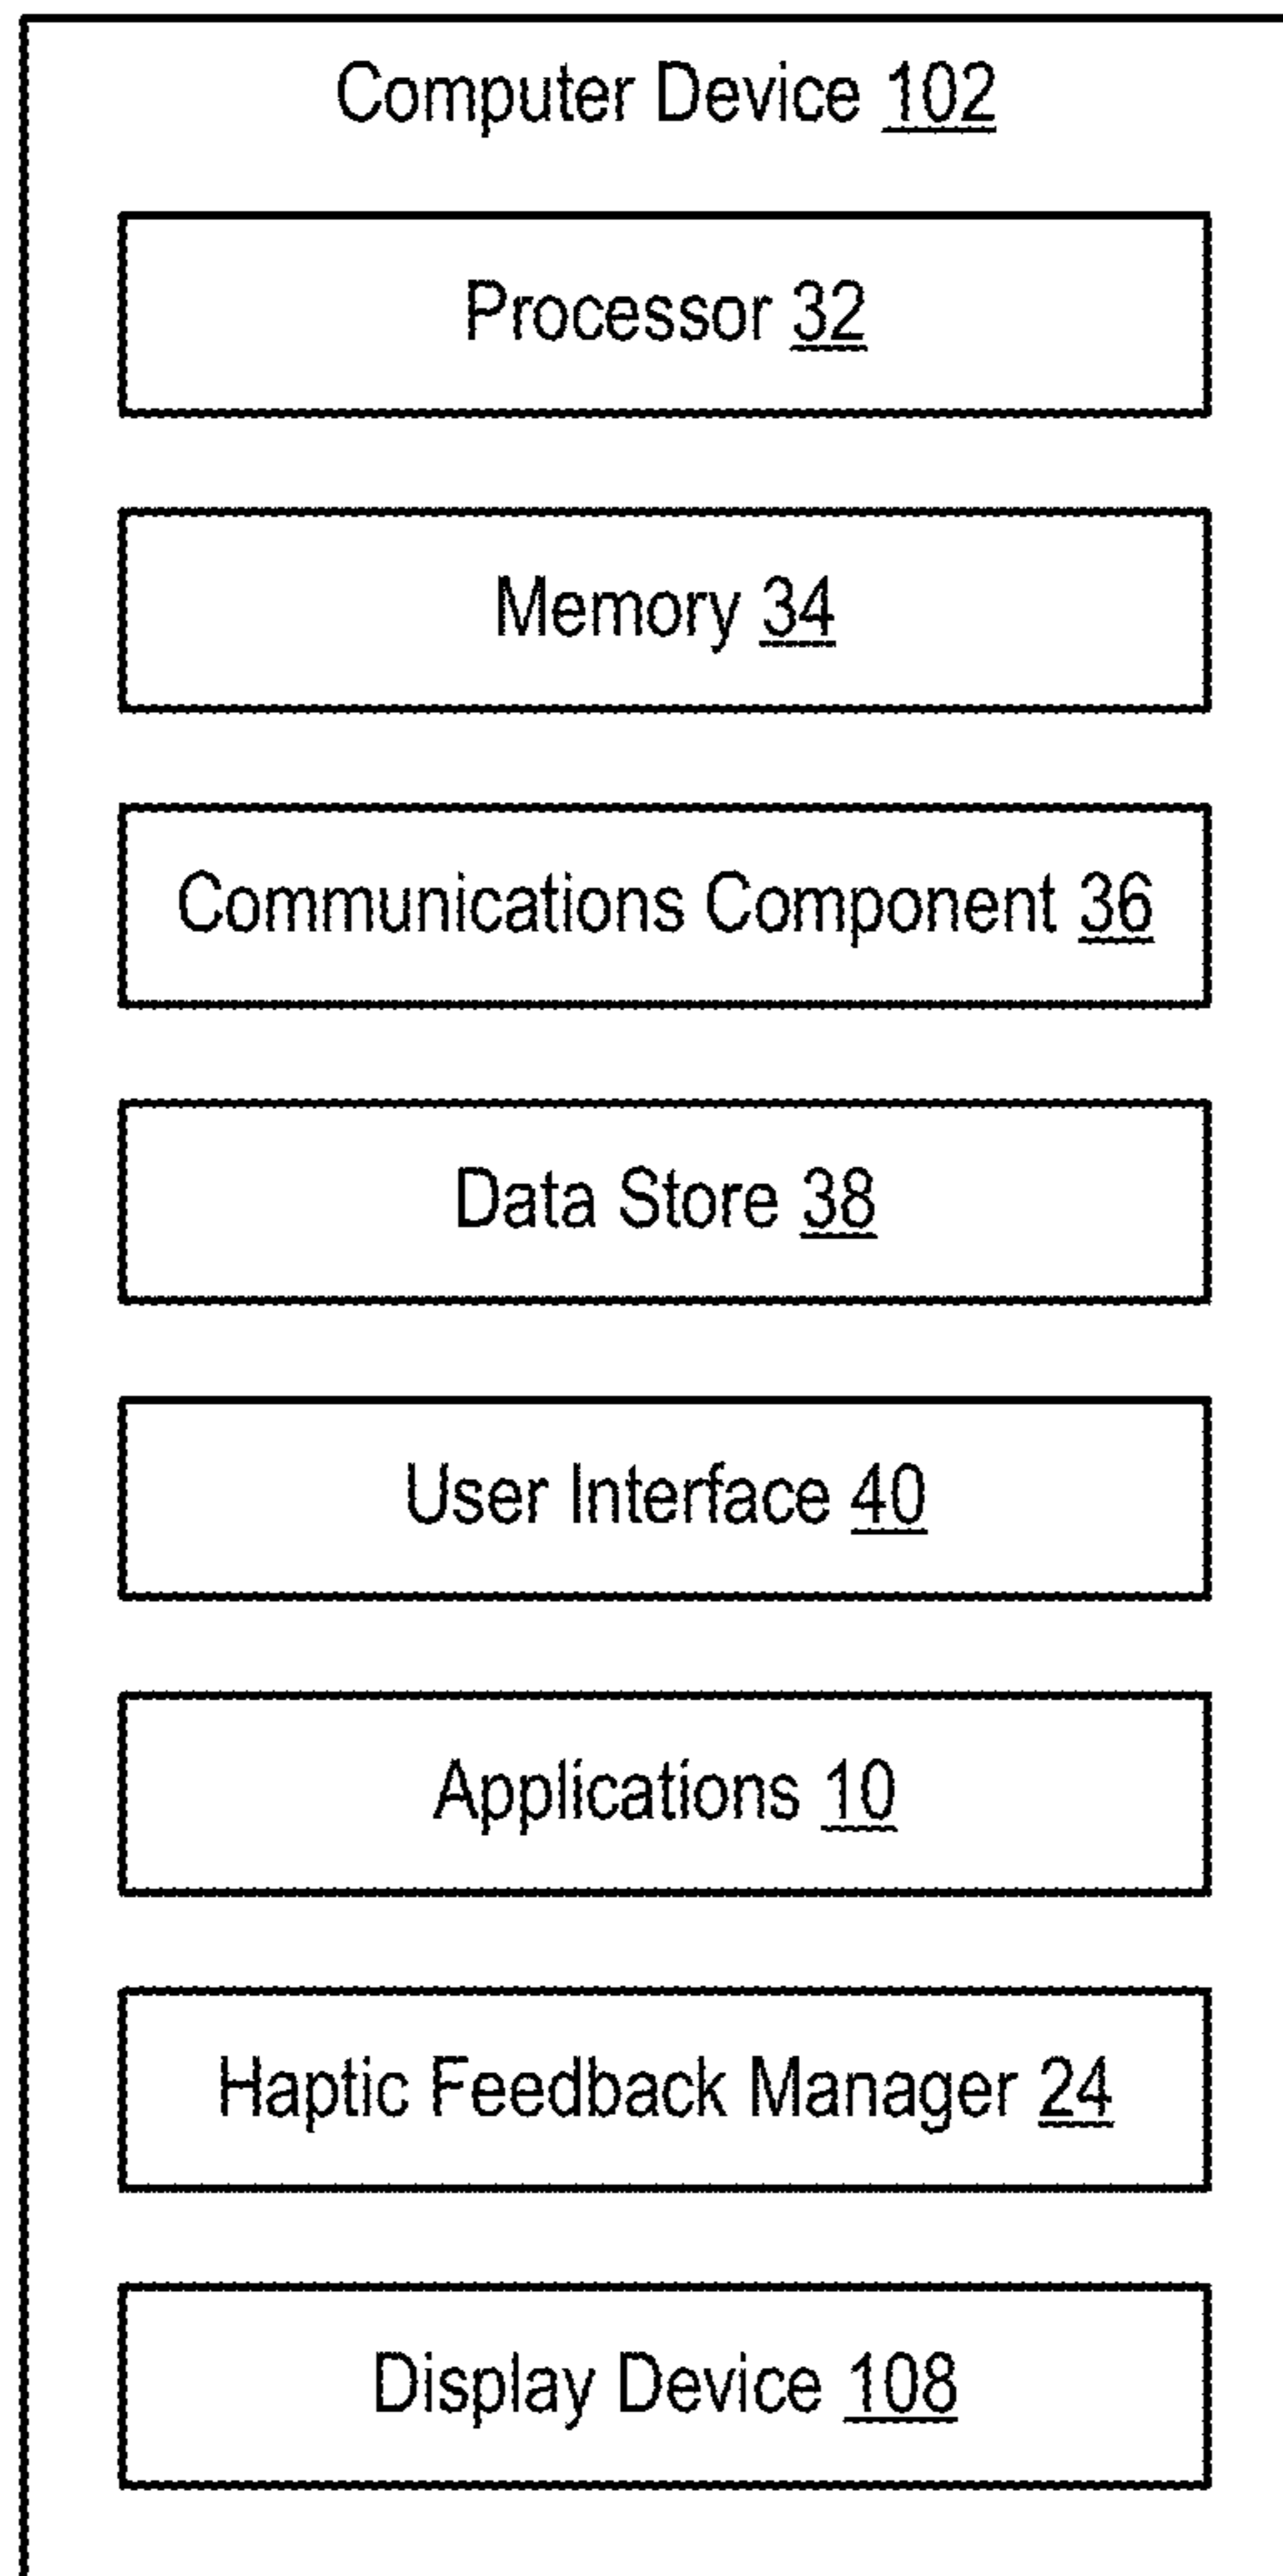 Computer Device 102
Processor 32
Memory 34
Communications Component 36
Data Store 38
User Interface 40
Applications 10
Haptic Feedback Manager 24
Display Device 108